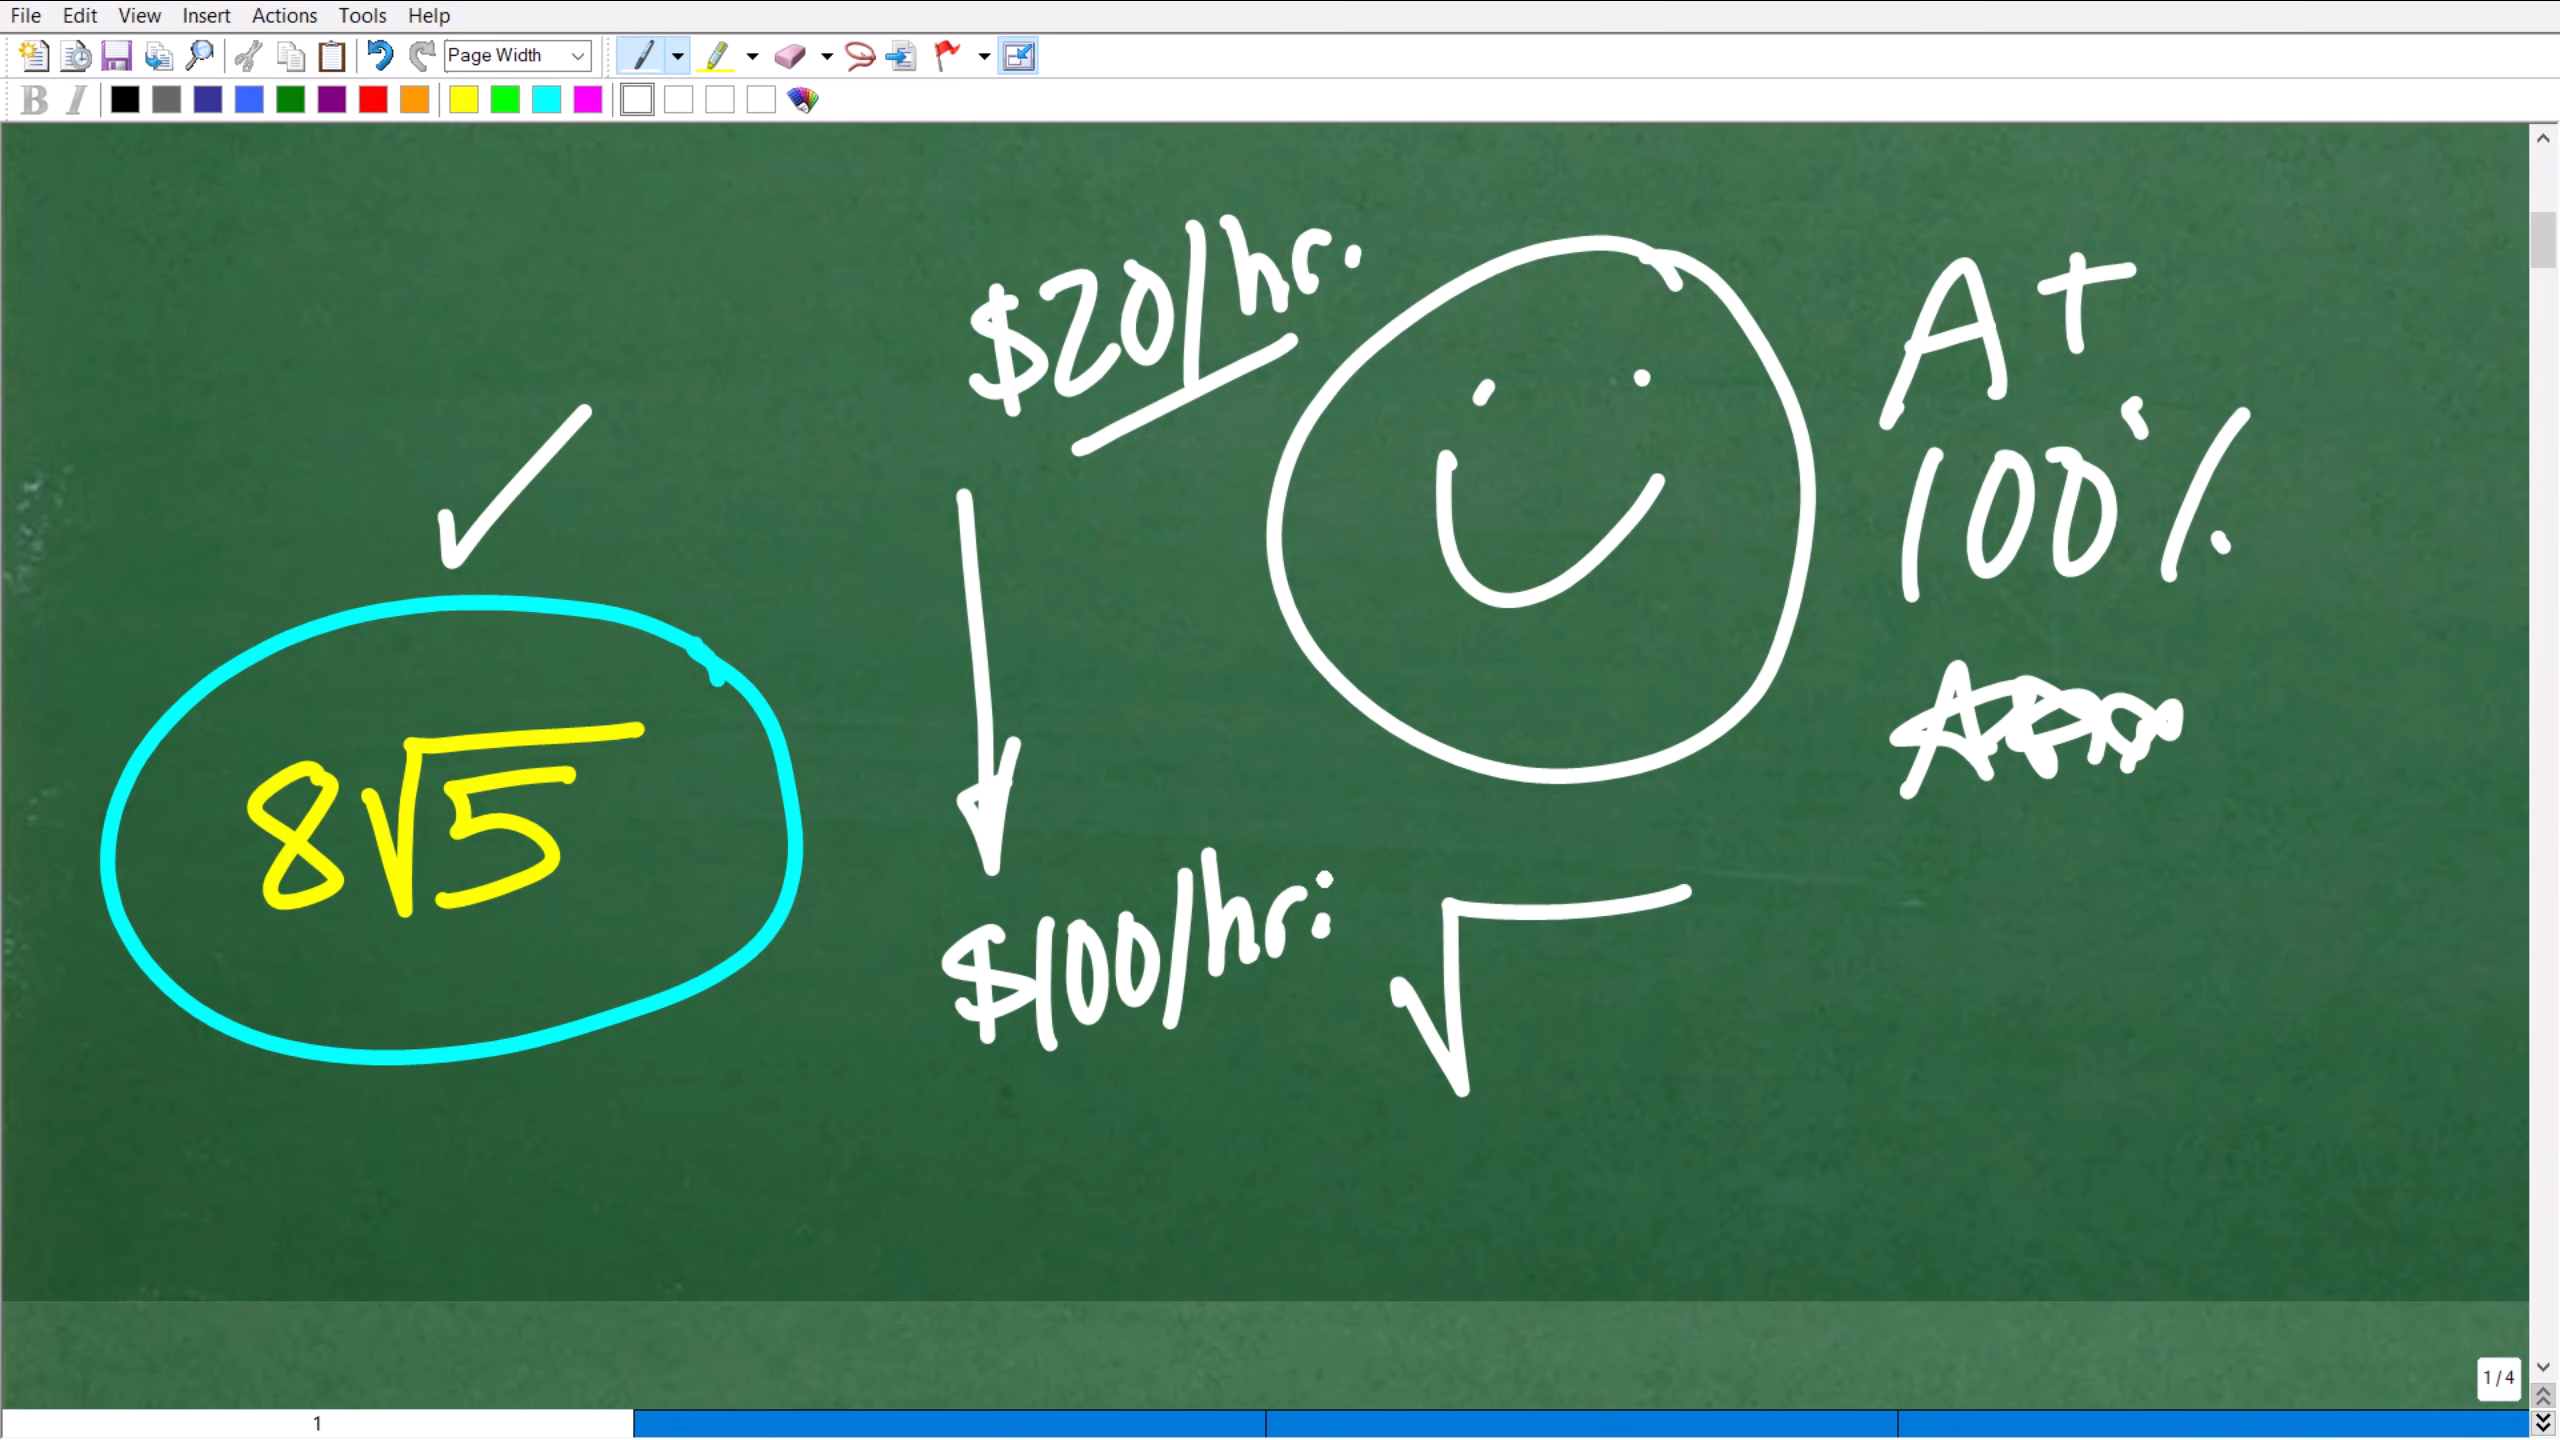 File Edit View Insert Actions Tools Help
Page Width
B I
$20/hr.
A+
100%
8√5
$100/hr.
√
1/4
1